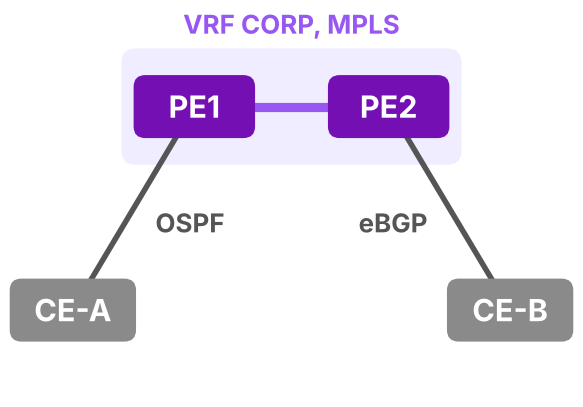 VRF CORP, MPLS
PE1
PE2
OSPF
eBGP
CE-A
CE-B